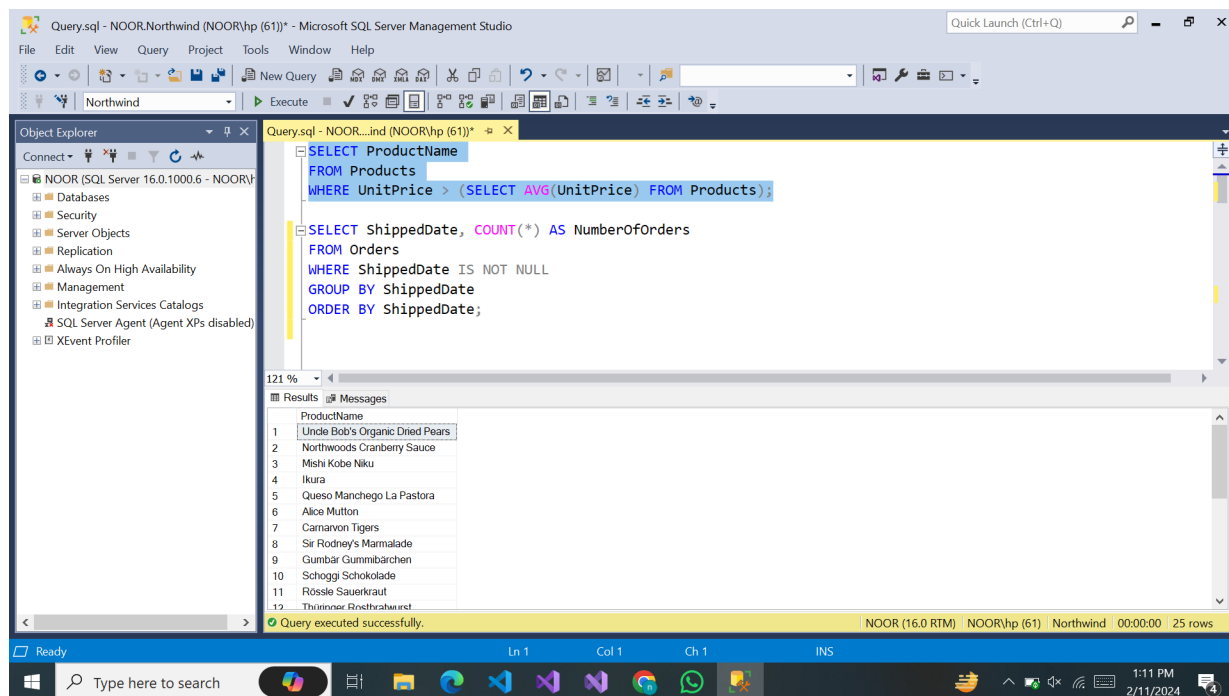 Query.sql - NOOR.Northwind (NOOR\hp (61))* - Microsoft SQL Server Management Studio
Quick Launch (Ctrl+Q)
File Edit View Query Project Tools Window Help
New Query
MDX DMX XMLA DAX
Northwind
Execute
Object Explorer
Query.sql - NOOR....ind (NOOR\hp (61))*
Connect
NOOR (SQL Server 16.0.1000.6 - NOOR\h
Databases
Security
Server Objects
Replication
Always On High Availability
Management
Integration Services Catalogs
SQL Server Agent (Agent XPs disabled)
XEvent Profiler
SELECT ProductName
FROM Products
WHERE UnitPrice > (SELECT AVG(UnitPrice) FROM Products);
SELECT ShippedDate, COUNT(*) AS NumberOfOrders
FROM Orders
WHERE ShippedDate IS NOT NULL
GROUP BY ShippedDate
ORDER BY ShippedDate;
121 %
Results Messages
ProductName
1 Uncle Bob's Organic Dried Pears
2 Northwoods Cranberry Sauce
3 Mishi Kobe Niku
4 Ikura
5 Queso Manchego La Pastora
6 Alice Mutton
7 Carnarvon Tigers
8 Sir Rodney's Marmalade
9 Gumbär Gummibärchen
10 Schoggi Schokolade
11 Rössle Sauerkraut
12 Thüringer Rostbratwurst
Query executed successfully.
NOOR (16.0 RTM) NOOR\hp (61) Northwind 00:00:00 25 rows
Ready
Ln 1 Col 1 Ch 1 INS
Type here to search
1:11 PM
2/11/2024